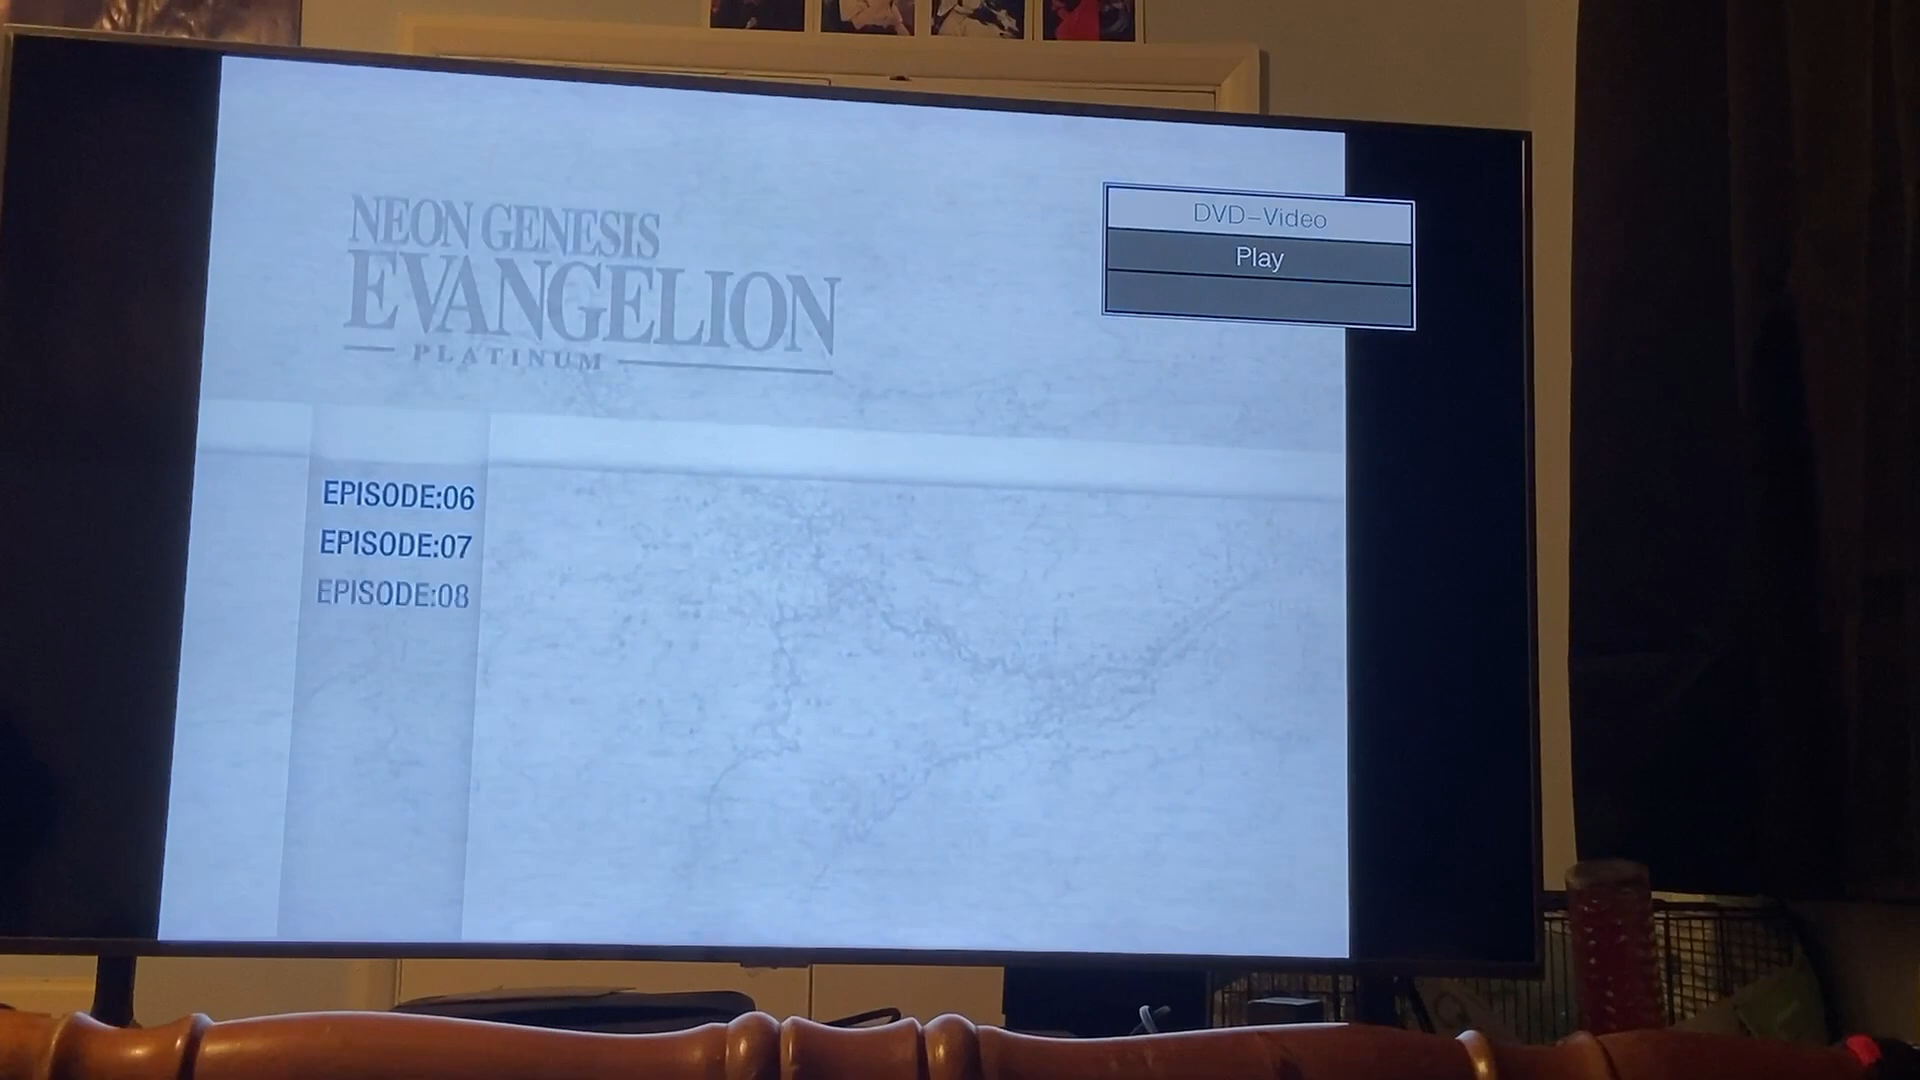 NEON GENESIS
EVANGELION
PLATINUM
DVD-Video
Play
EPISODE:06
EPISODE:07
EPISODE:08